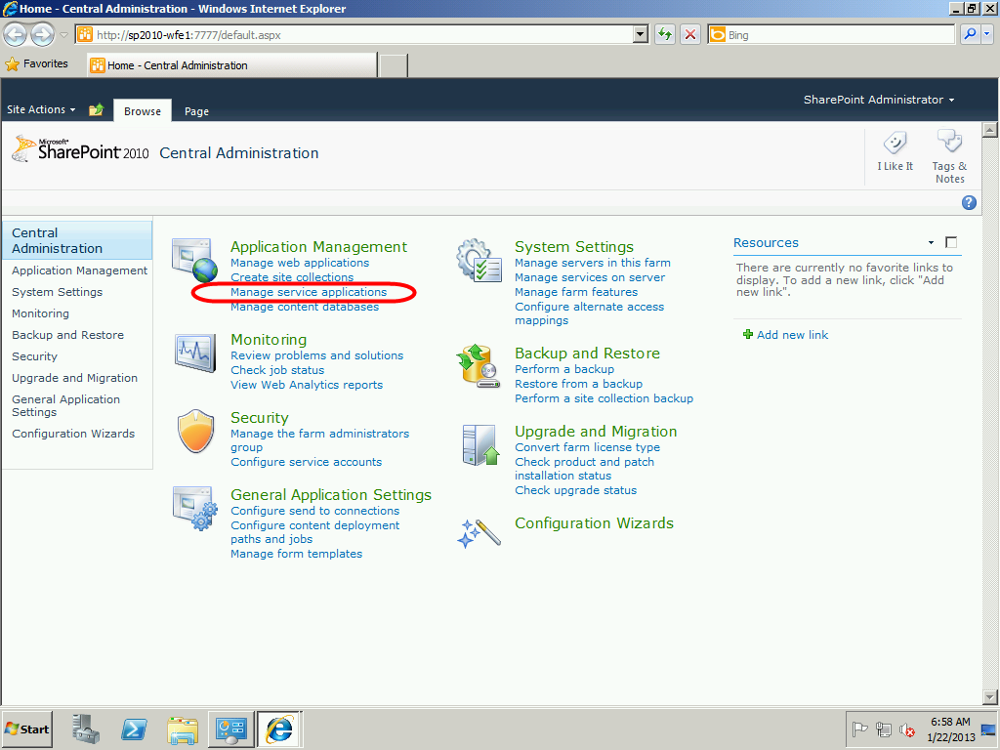 Home - Central Administration - Windows Internet Explorer
http://sp2010-wfe1:7777/default.aspx
Bing
Favorites
Home - Central Administration
SharePoint Administrator
Site Actions
Browse
Page
Microsoft®
SharePoint 2010
Central Administration
I Like It
Tags &
Notes
Central
Administration
Application Management
System Settings
Monitoring
Backup and Restore
Security
Upgrade and Migration
General Application
Settings
Configuration Wizards
Application Management
Manage web applications
Create site collections
Manage service applications
Manage content databases
Monitoring
Review problems and solutions
Check job status
View Web Analytics reports
Security
Manage the farm administrators
group
Configure service accounts
General Application Settings
Configure send to connections
Configure content deployment
paths and jobs
Manage form templates
System Settings
Manage servers in this farm
Manage services on server
Manage farm features
Configure alternate access
mappings
Backup and Restore
Perform a backup
Restore from a backup
Perform a site collection backup
Upgrade and Migration
Convert farm license type
Check product and patch
installation status
Check upgrade status
Configuration Wizards
Resources
There are currently no favorite links to
display. To add a new link, click "Add
new link".
Add new link
Start
6:58 AM
1/22/2013